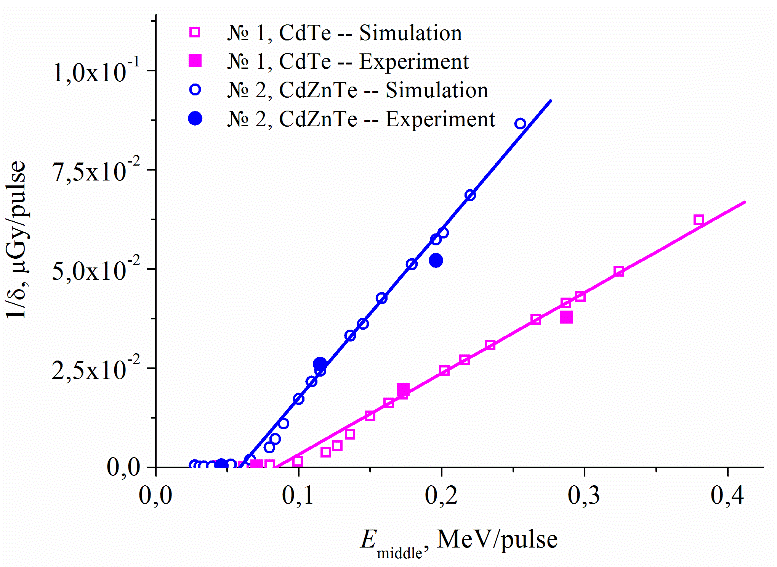 № 1, CdTe -- Simulation
№ 1, CdTe -- Experiment
№ 2, CdZnTe -- Simulation
№ 2, CdZnTe -- Experiment
1/δ, μGy/pulse
1,0x10⁻¹
7,5x10⁻²
5,0x10⁻²
2,5x10⁻²
0,0
0,0 0,1 0,2 0,3 0,4
Emiddle, MeV/pulse